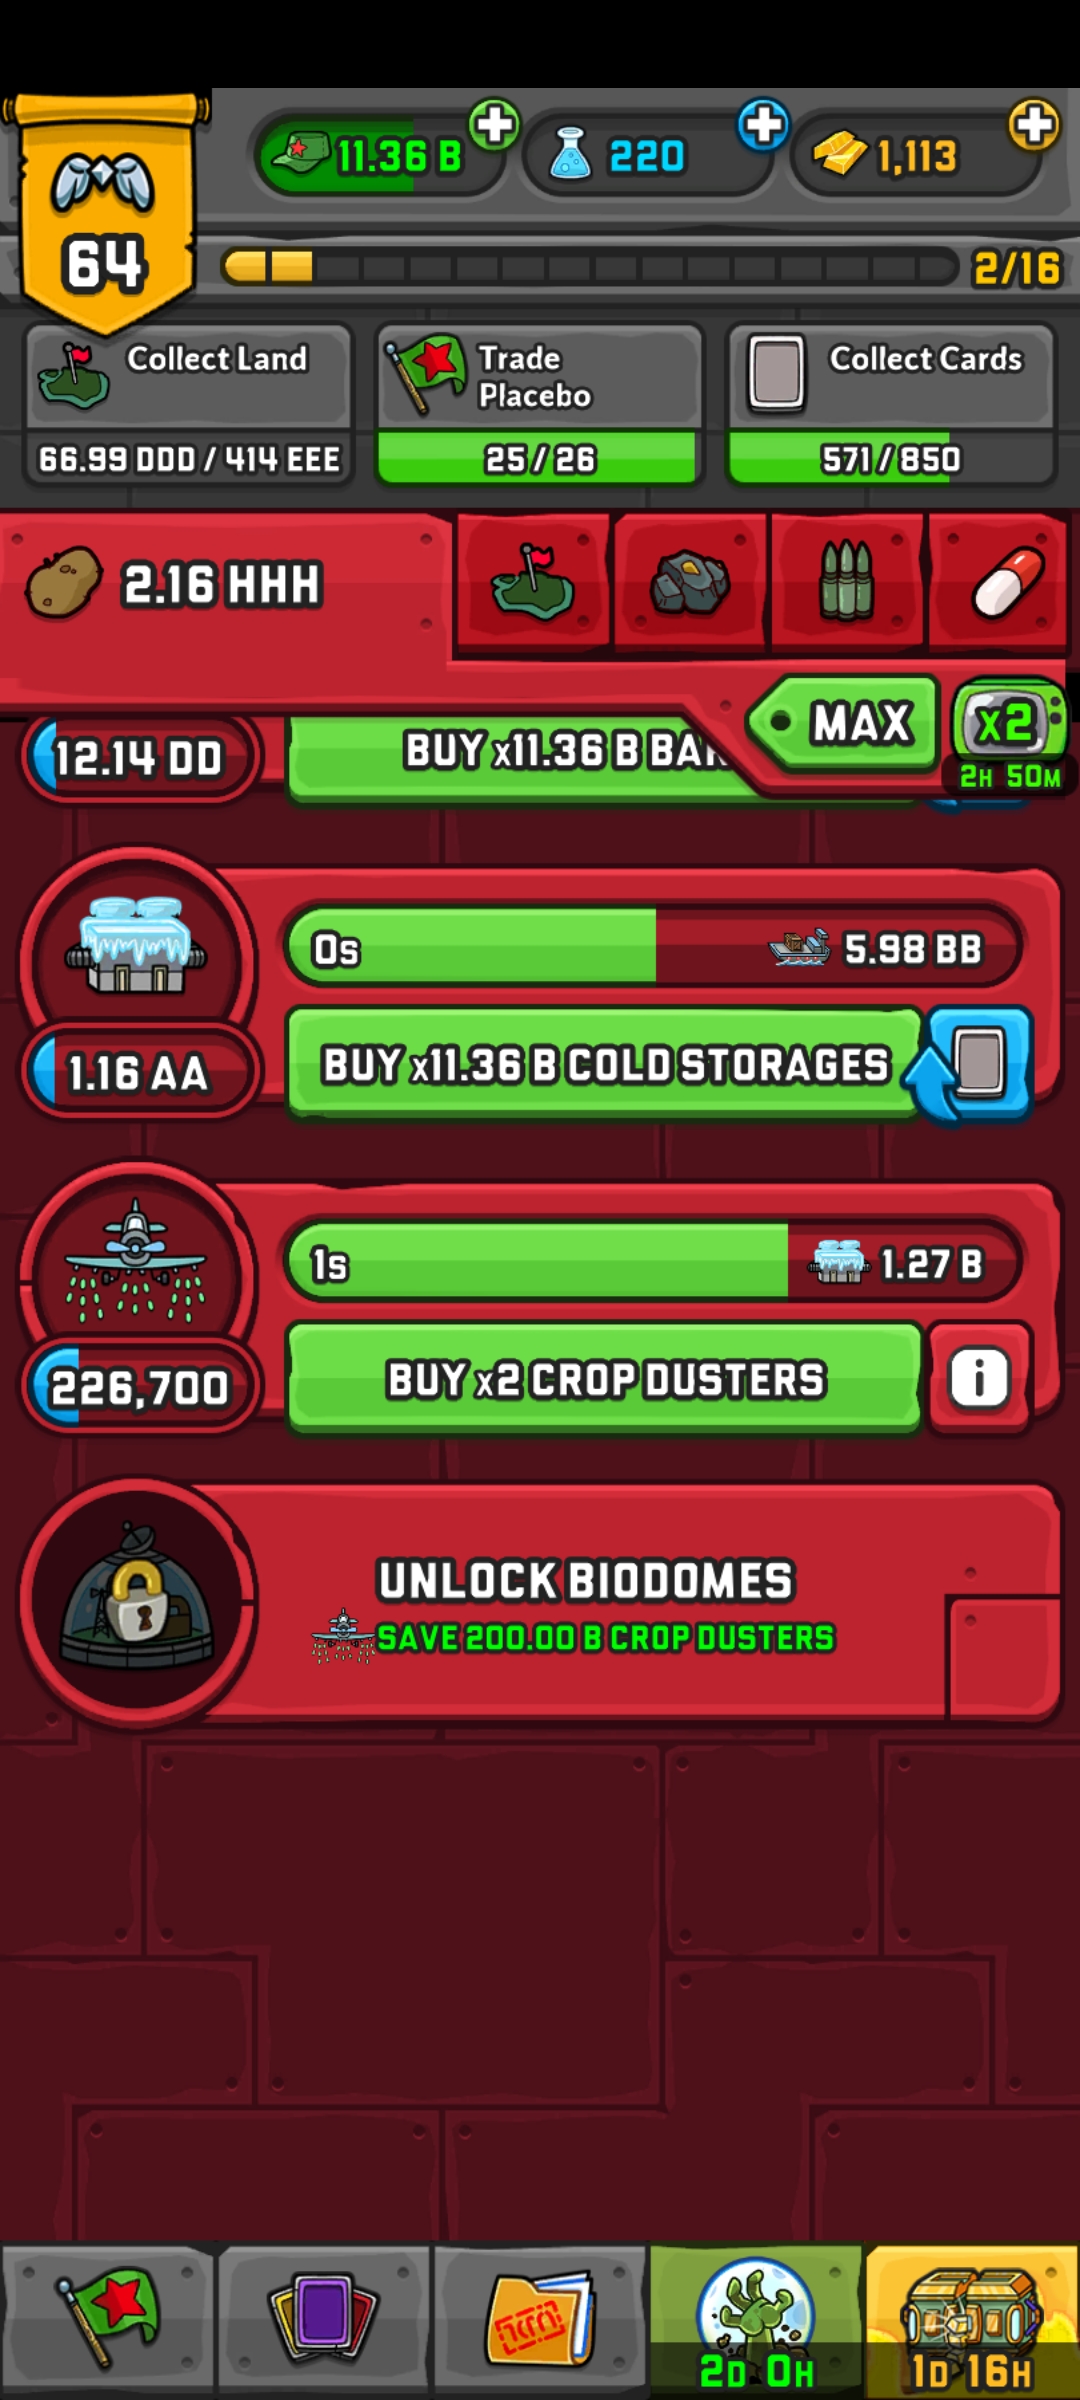 11.36 B
220
1,113
64
2/16
Collect Land
66.99 DDD / 414 EEE
Trade
Placebo
25 / 26
Collect Cards
571 / 850
2.16 HHH
MAX
x2
2H 50M
12.14 DD
BUY x11.36 B
0s
5.98 BB
1.16 AA
BUY x11.36 B COLD STORAGES
1s
1.27 B
226,700
BUY x2 CROP DUSTERS
i
UNLOCK BIODOMES
SAVE 200.00 B CROP DUSTERS
2D 0H
1D 16H